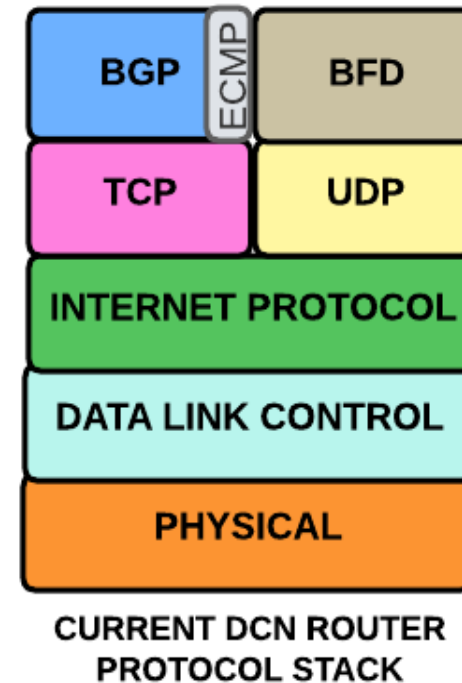 BGP
ECMP
BFD
TCP
UDP
INTERNET PROTOCOL
DATA LINK CONTROL
PHYSICAL
CURRENT DCN ROUTER
PROTOCOL STACK